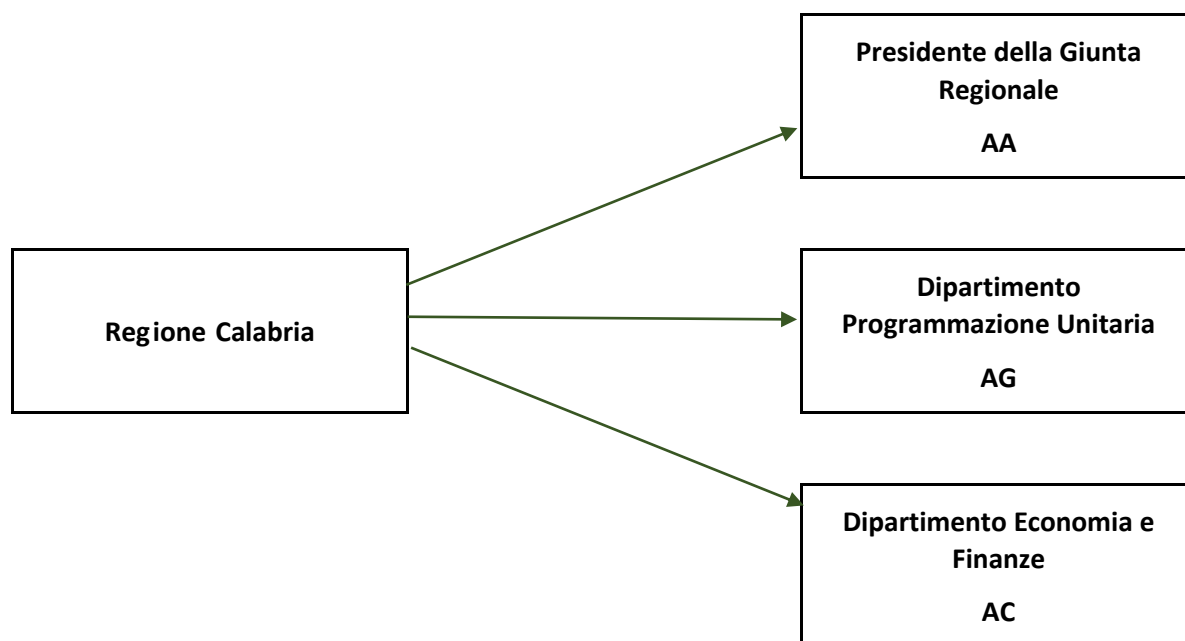 Presidente della Giunta
Regionale
AA
Regione Calabria
Dipartimento
Programmazione Unitaria
AG
Dipartimento Economia e
Finanze
AC